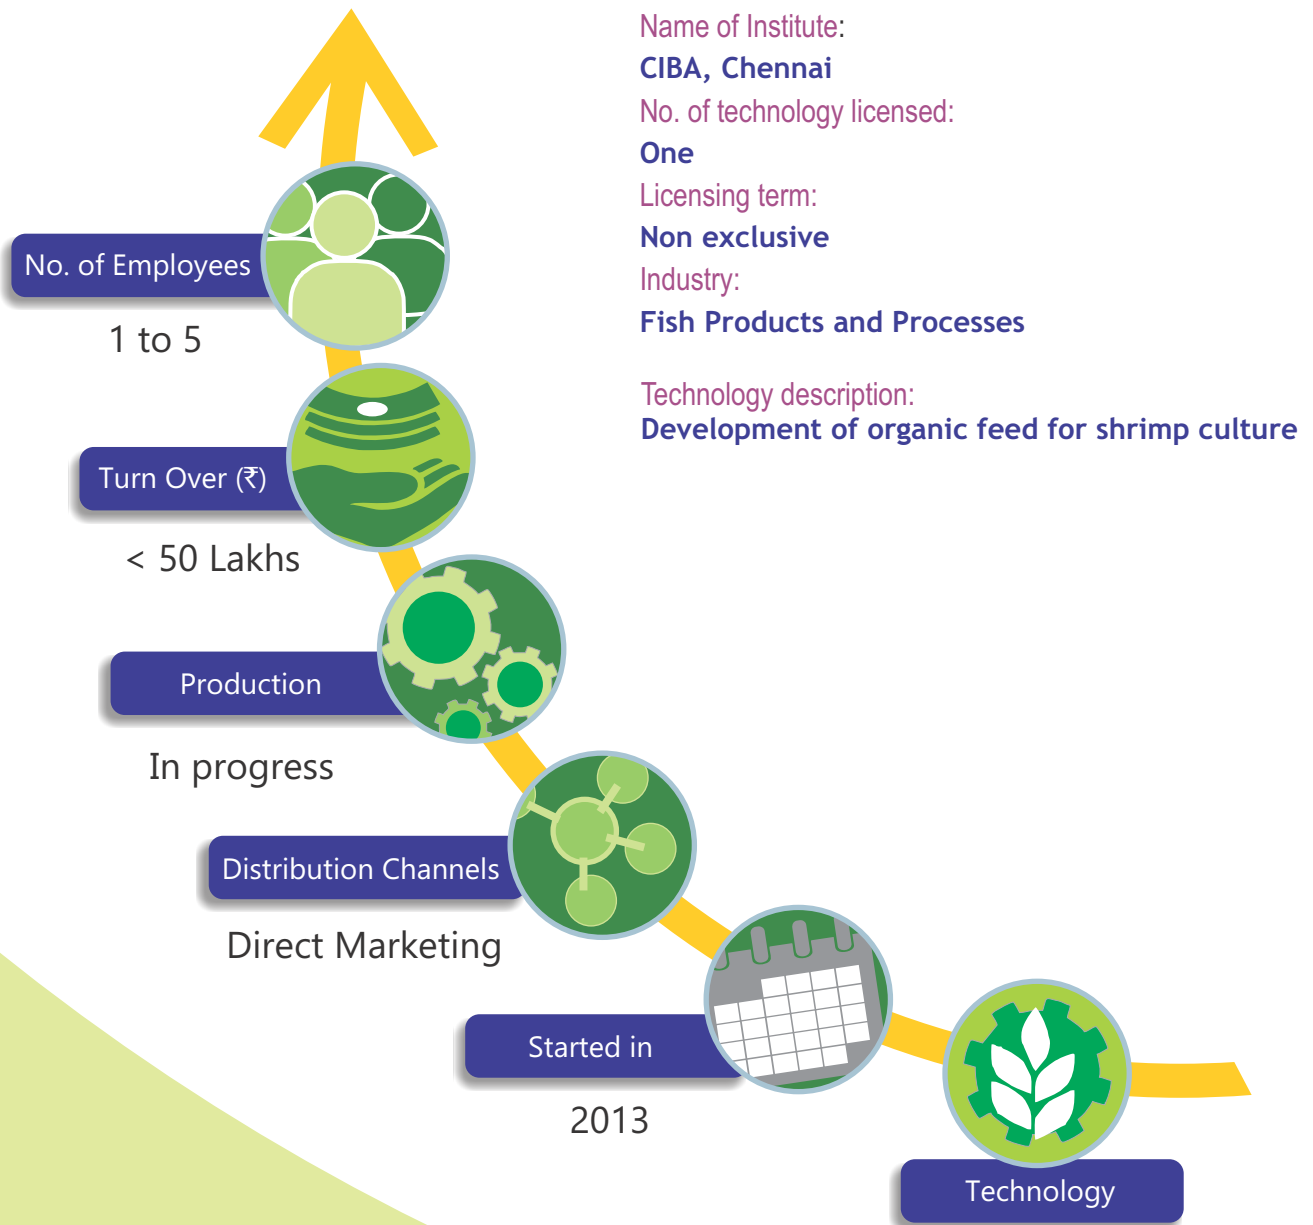 Name of Institute:
CIBA, Chennai
No. of technology licensed:
One
Licensing term:
Non exclusive
Industry:
Fish Products and Processes
Technology description:
Development of organic feed for shrimp culture
No. of Employees
1 to 5
Turn Over (₹)
< 50 Lakhs
Production
In progress
Distribution Channels
Direct Marketing
Started in
2013
Technology